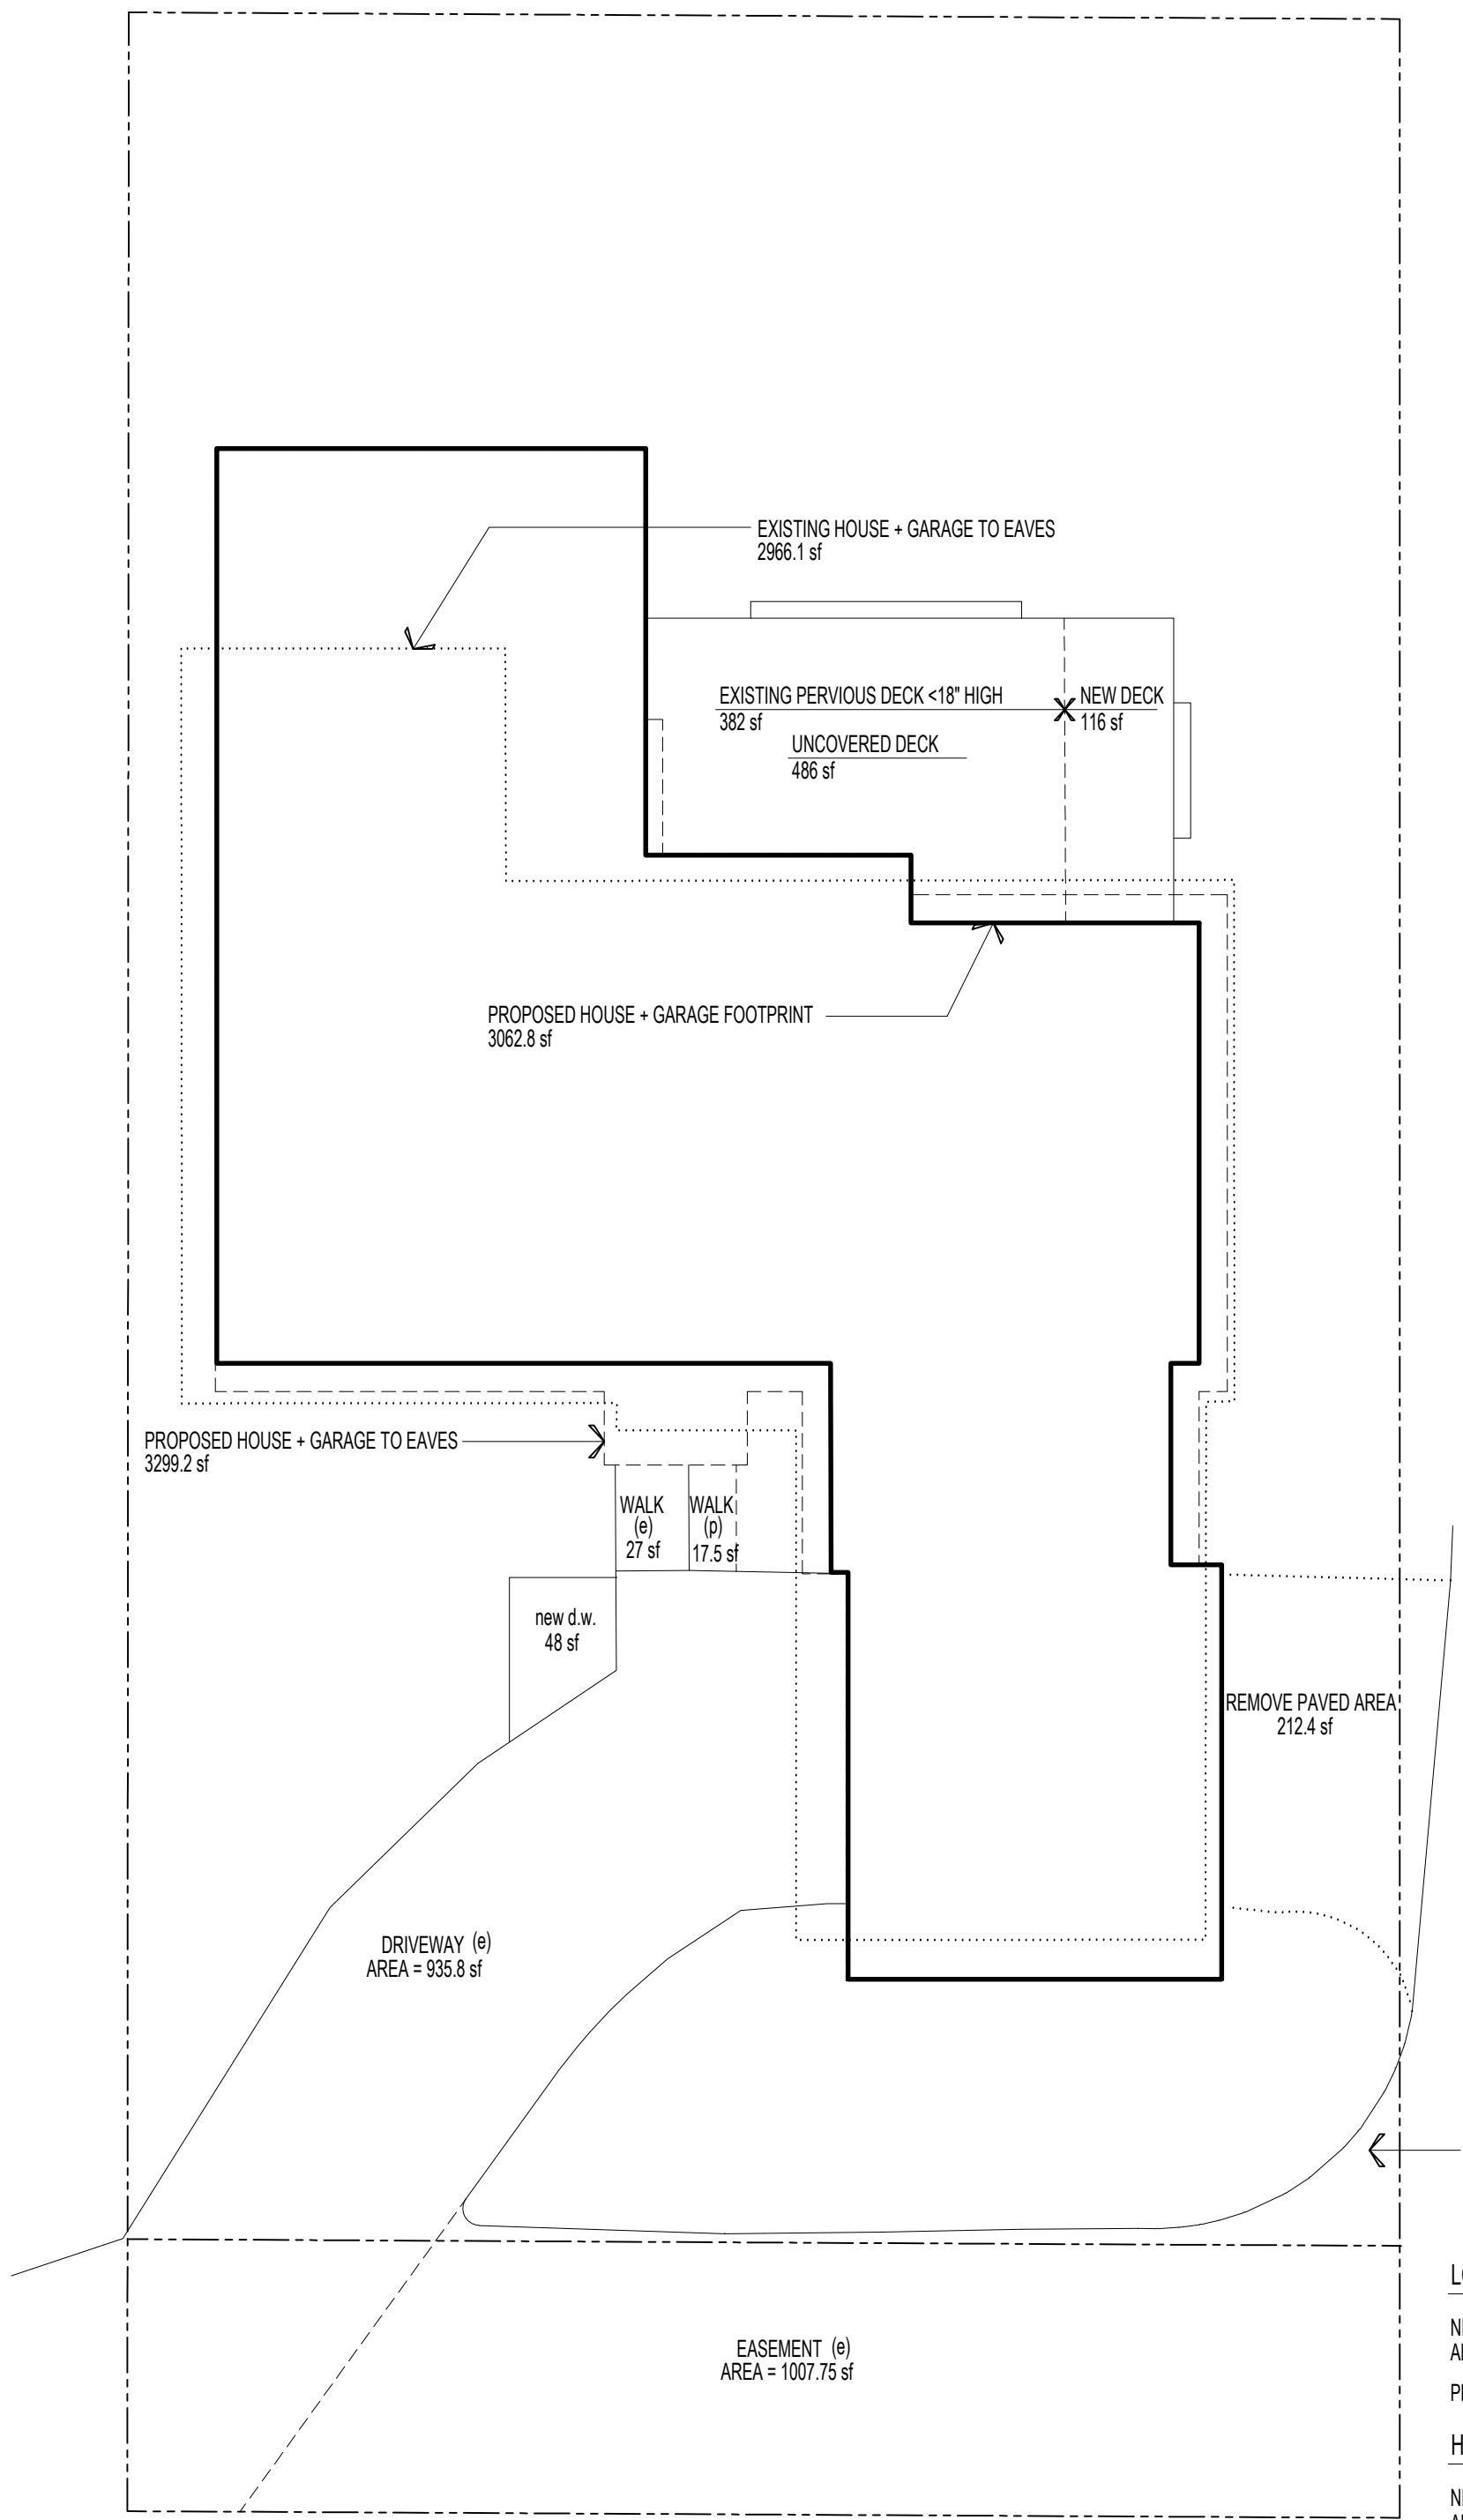 EXISTING HOUSE + GARAGE TO EAVES
2966.1 sf
EXISTING PERVIOUS DECK <18" HIGH
382 sf
NEW DECK
116 sf
UNCOVERED DECK
486 sf
PROPOSED HOUSE + GARAGE FOOTPRINT
3062.8 sf
PROPOSED HOUSE + GARAGE TO EAVES
3299.2 sf
WALK
(e)
27 sf
WALK
(p)
17.5 sf
new d.w.
48 sf
REMOVE PAVED AREA
212.4 sf
DRIVEWAY (e)
AREA = 935.8 sf
EASEMENT (e)
AREA = 1007.75 sf